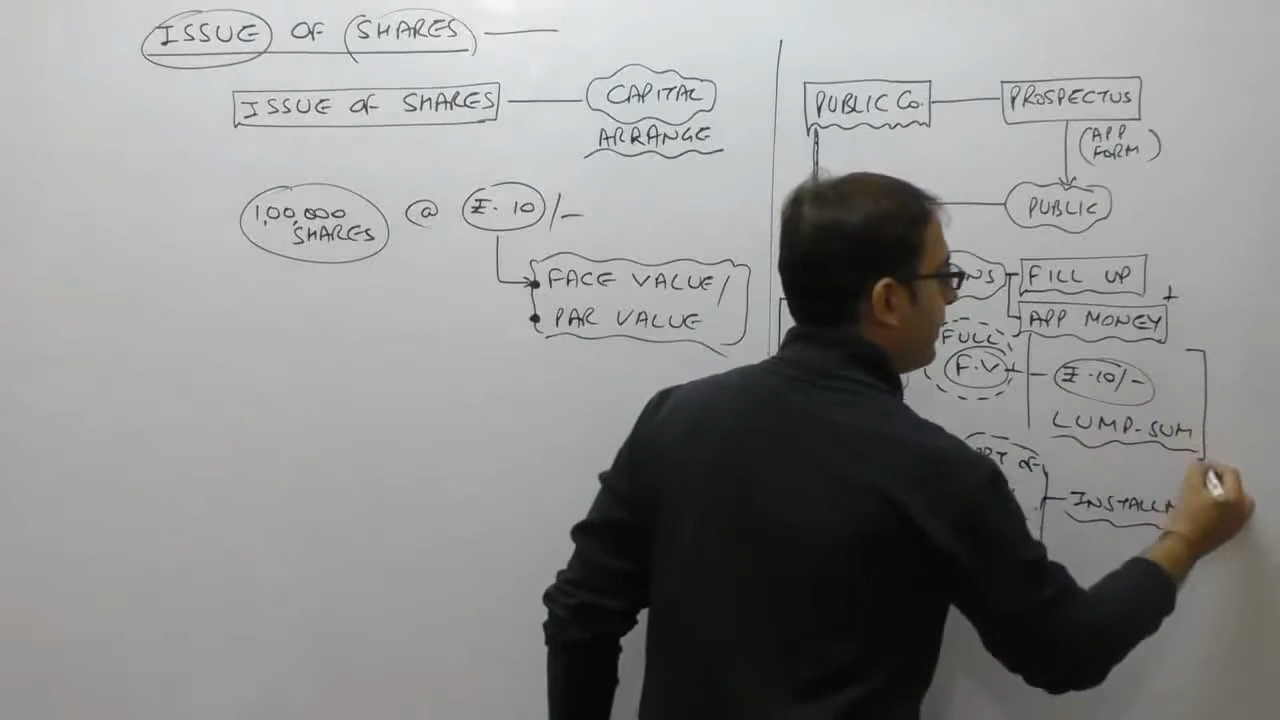 ISSUE OF SHARES
ISSUE OF SHARES
CAPITAL
ARRANGE
1,00,000 @ ₹.10/-
SHARES
FACE VALUE/
PAR VALUE
PUBLIC Co.
PROSPECTUS
(APP
FORM)
PUBLIC
FILL UP
+
APP MONEY
FULL
F.V
₹.10/-
LUMP-SUM
OF